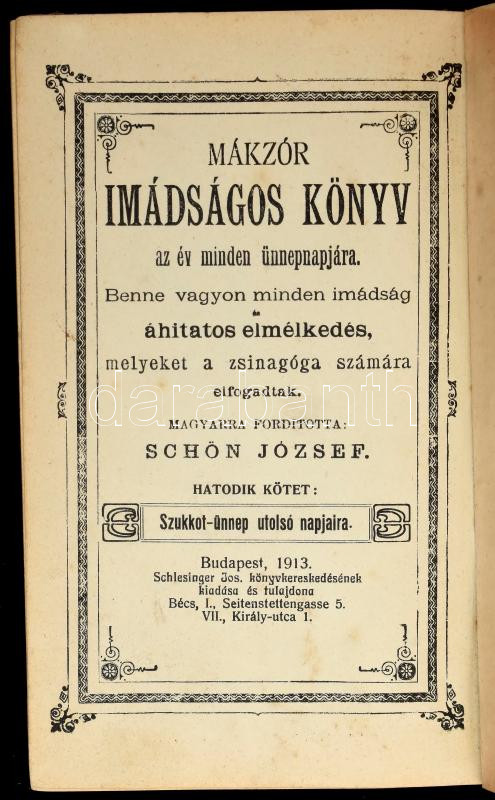 MÁKZÓR
IMÁDSÁGOS KÖNYV
az év minden ünnepnapjára.
Benne vagyon minden imádság
és
áhitatos elmélkedés,
melyeket a zsinagóga számára
elfogadtak.
MAGYARRA FORDITOTTA:
SCHÖN JÓZSEF.
HATODIK KÖTET:
Szukkot-ünnep utolsó napjaira.
Budapest, 1913.
Schlesinger Jos. könyvkereskedésének
kiadása és tulajdona
Bécs, I., Seitenstettengasse 5.
VII., Király-utca 1.
darabanth